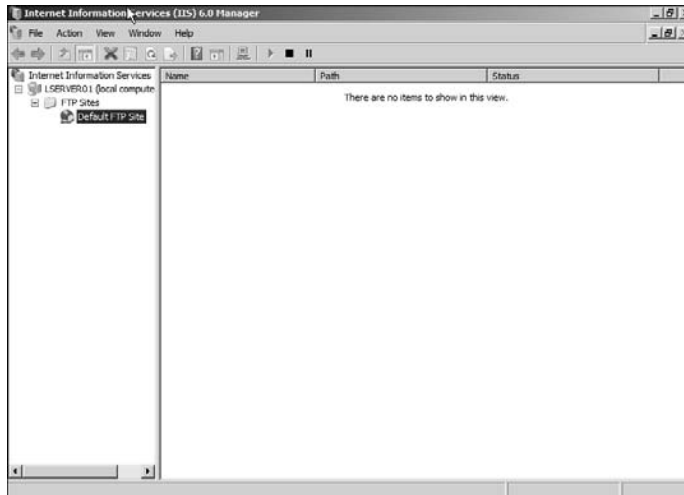 Internet Information Services (IIS) 6.0 Manager
File Action View Window Help
Internet Information Services
Name Path Status
LSERVER01 (local compute
There are no items to show in this view.
FTP Sites
Default FTP Site